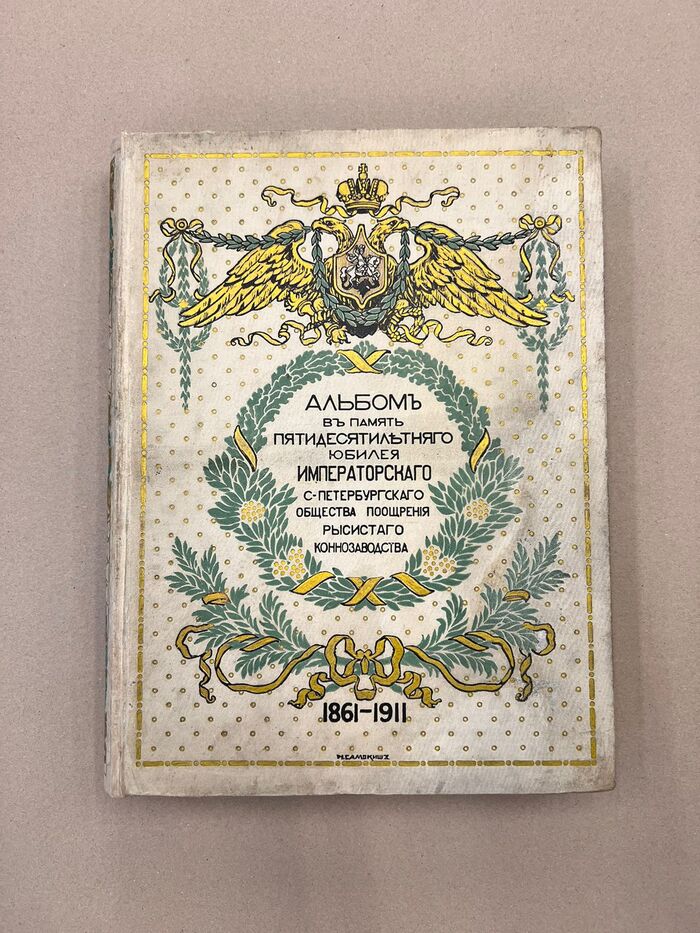 АЛЬБОМЪ
ВЪ ПАМЯТЬ
ПЯТИДЕСЯТИЛѢТНЯГО
ЮБИЛЕЯ
ИМПЕРАТОРСКАГО
С-ПЕТЕРБУРГСКАГО
ОБЩЕСТВА ПООЩРЕНІЯ
РЫСИСТАГО
КОННОЗАВОДСТВА
1861-1911
Н.САМОКИШЪ